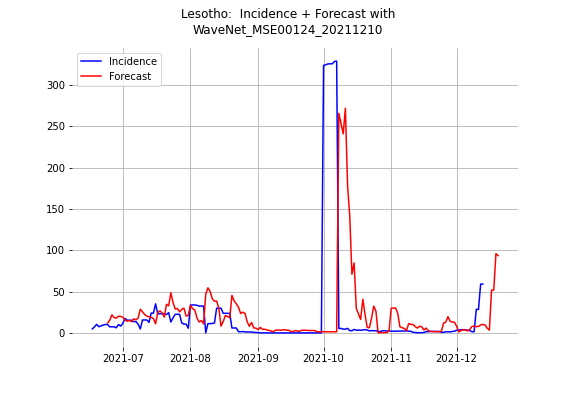 Lesotho:  Incidence + Forecast with
WaveNet_MSE00124_20211210
Incidence
Forecast
300
250
200
150
100
50
0
2021-07 2021-08 2021-09 2021-10 2021-11 2021-12